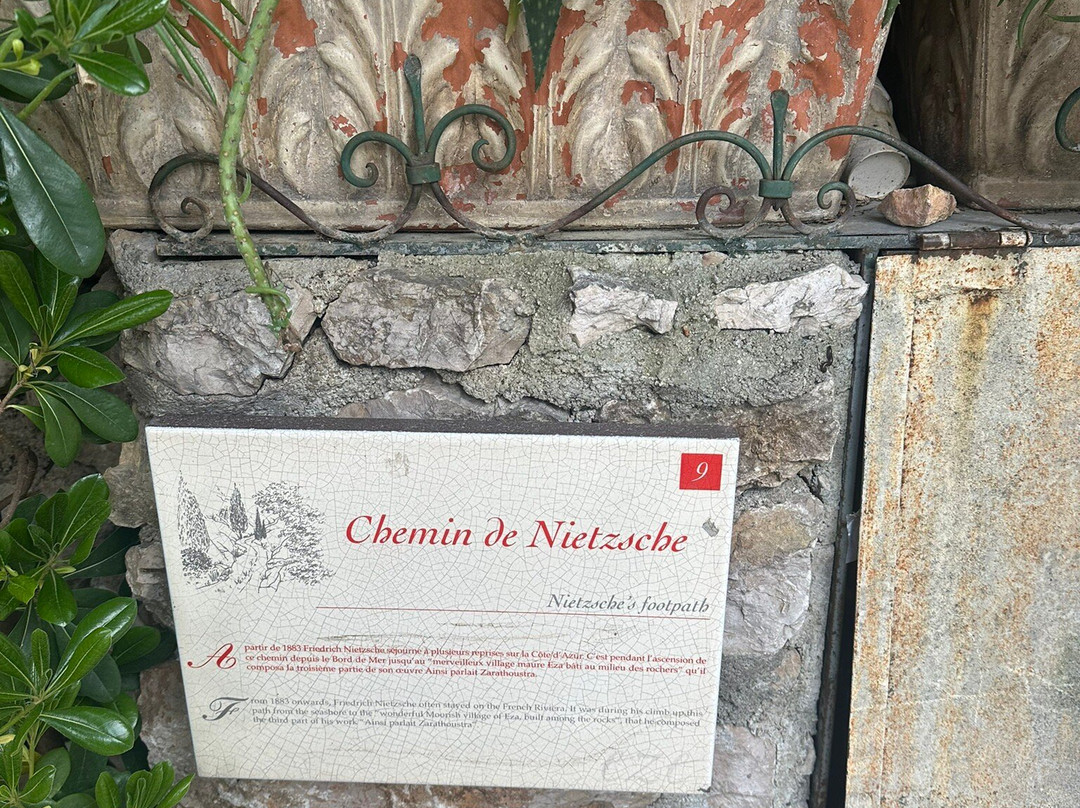 9
Chemin de Nietzsche
Nietzsche's footpath
A partir de 1883 Friedrich Nietzsche séjourne à plusieurs reprises sur la Côte d'Azur. C'est pendant l'ascension de
ce chemin depuis le Bord de Mer jusqu'au "merveilleux village maure Eza bâti au milieu des rochers" qu'il
composa la troisième partie de son œuvre Ainsi parlait Zarathoustra.
From 1883 onwards, Friedrich Nietzsche often stayed on the French Riviera. It was during his climb up this
path from the seashore to the "wonderful Moorish village of Eza, built among the rocks", that he composed
the third part of his work "Ainsi parlait Zarathoustra"